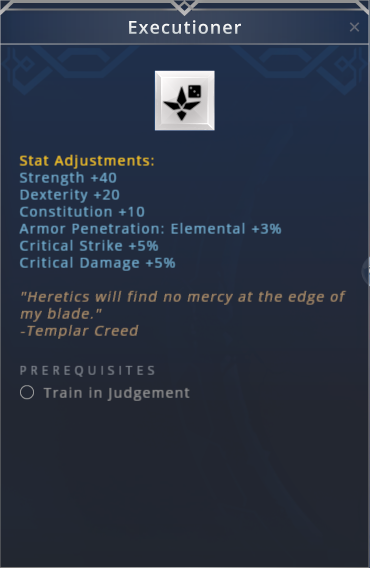 Executioner
Stat Adjustments:
Strength +40
Dexterity +20
Constitution +10
Armor Penetration: Elemental +3%
Critical Strike +5%
Critical Damage +5%
"Heretics will find no mercy at the edge of
my blade."
-Templar Creed
PREREQUISITES
Train in Judgement